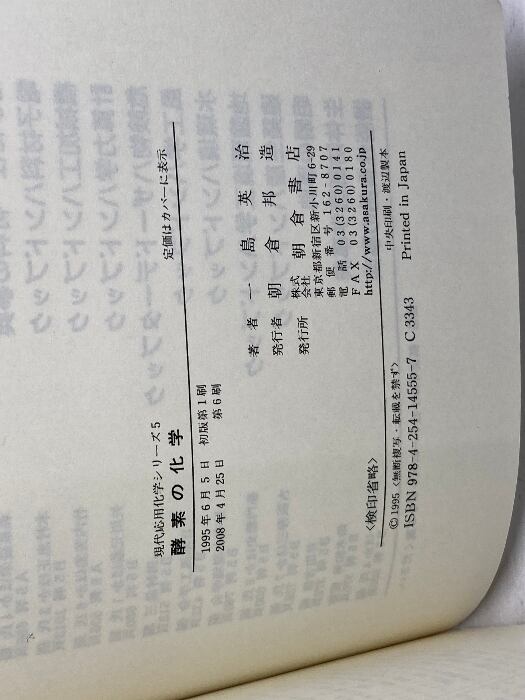 現代応用化学シリーズ5
酵素の化学
定価はカバーに表示
1995年6月5日 初版第1刷
2008年4月25日 第6刷
著者 一島英治
発行者 朝倉邦造
発行所 株式会社 朝倉書店
東京都新宿区新小川町6-29
郵便番号 162-8707
電話 03(3260)0141
FAX 03(3260)0180
http://www.asakura.co.jp
〈検印省略〉
©1995〈無断複写・転載を禁ず〉 中央印刷・渡辺製本
ISBN 978-4-254-14555-7 C 3343 Printed in Japan